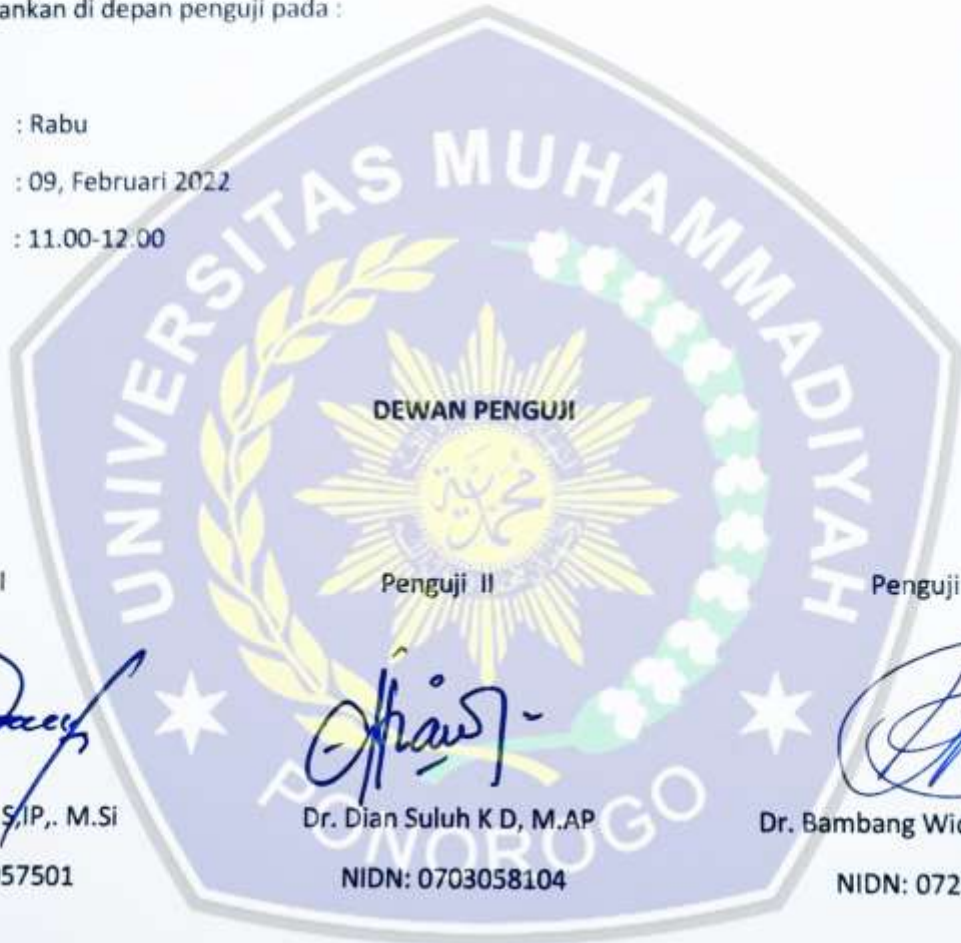 ankan di depan penguji pada :
: Rabu
: 09, Februari 2022
: 11.00-12.00
UNIVERSITAS MUHAMMADIYAH
DEWAN PENGUJI
محمد
I
Penguji II
Penguji
S,IP,. M.Si
Dr. Dian Suluh K D, M.AP
Dr. Bambang Wid
57501
NIDN: 0703058104
NIDN: 072
PONOROGO